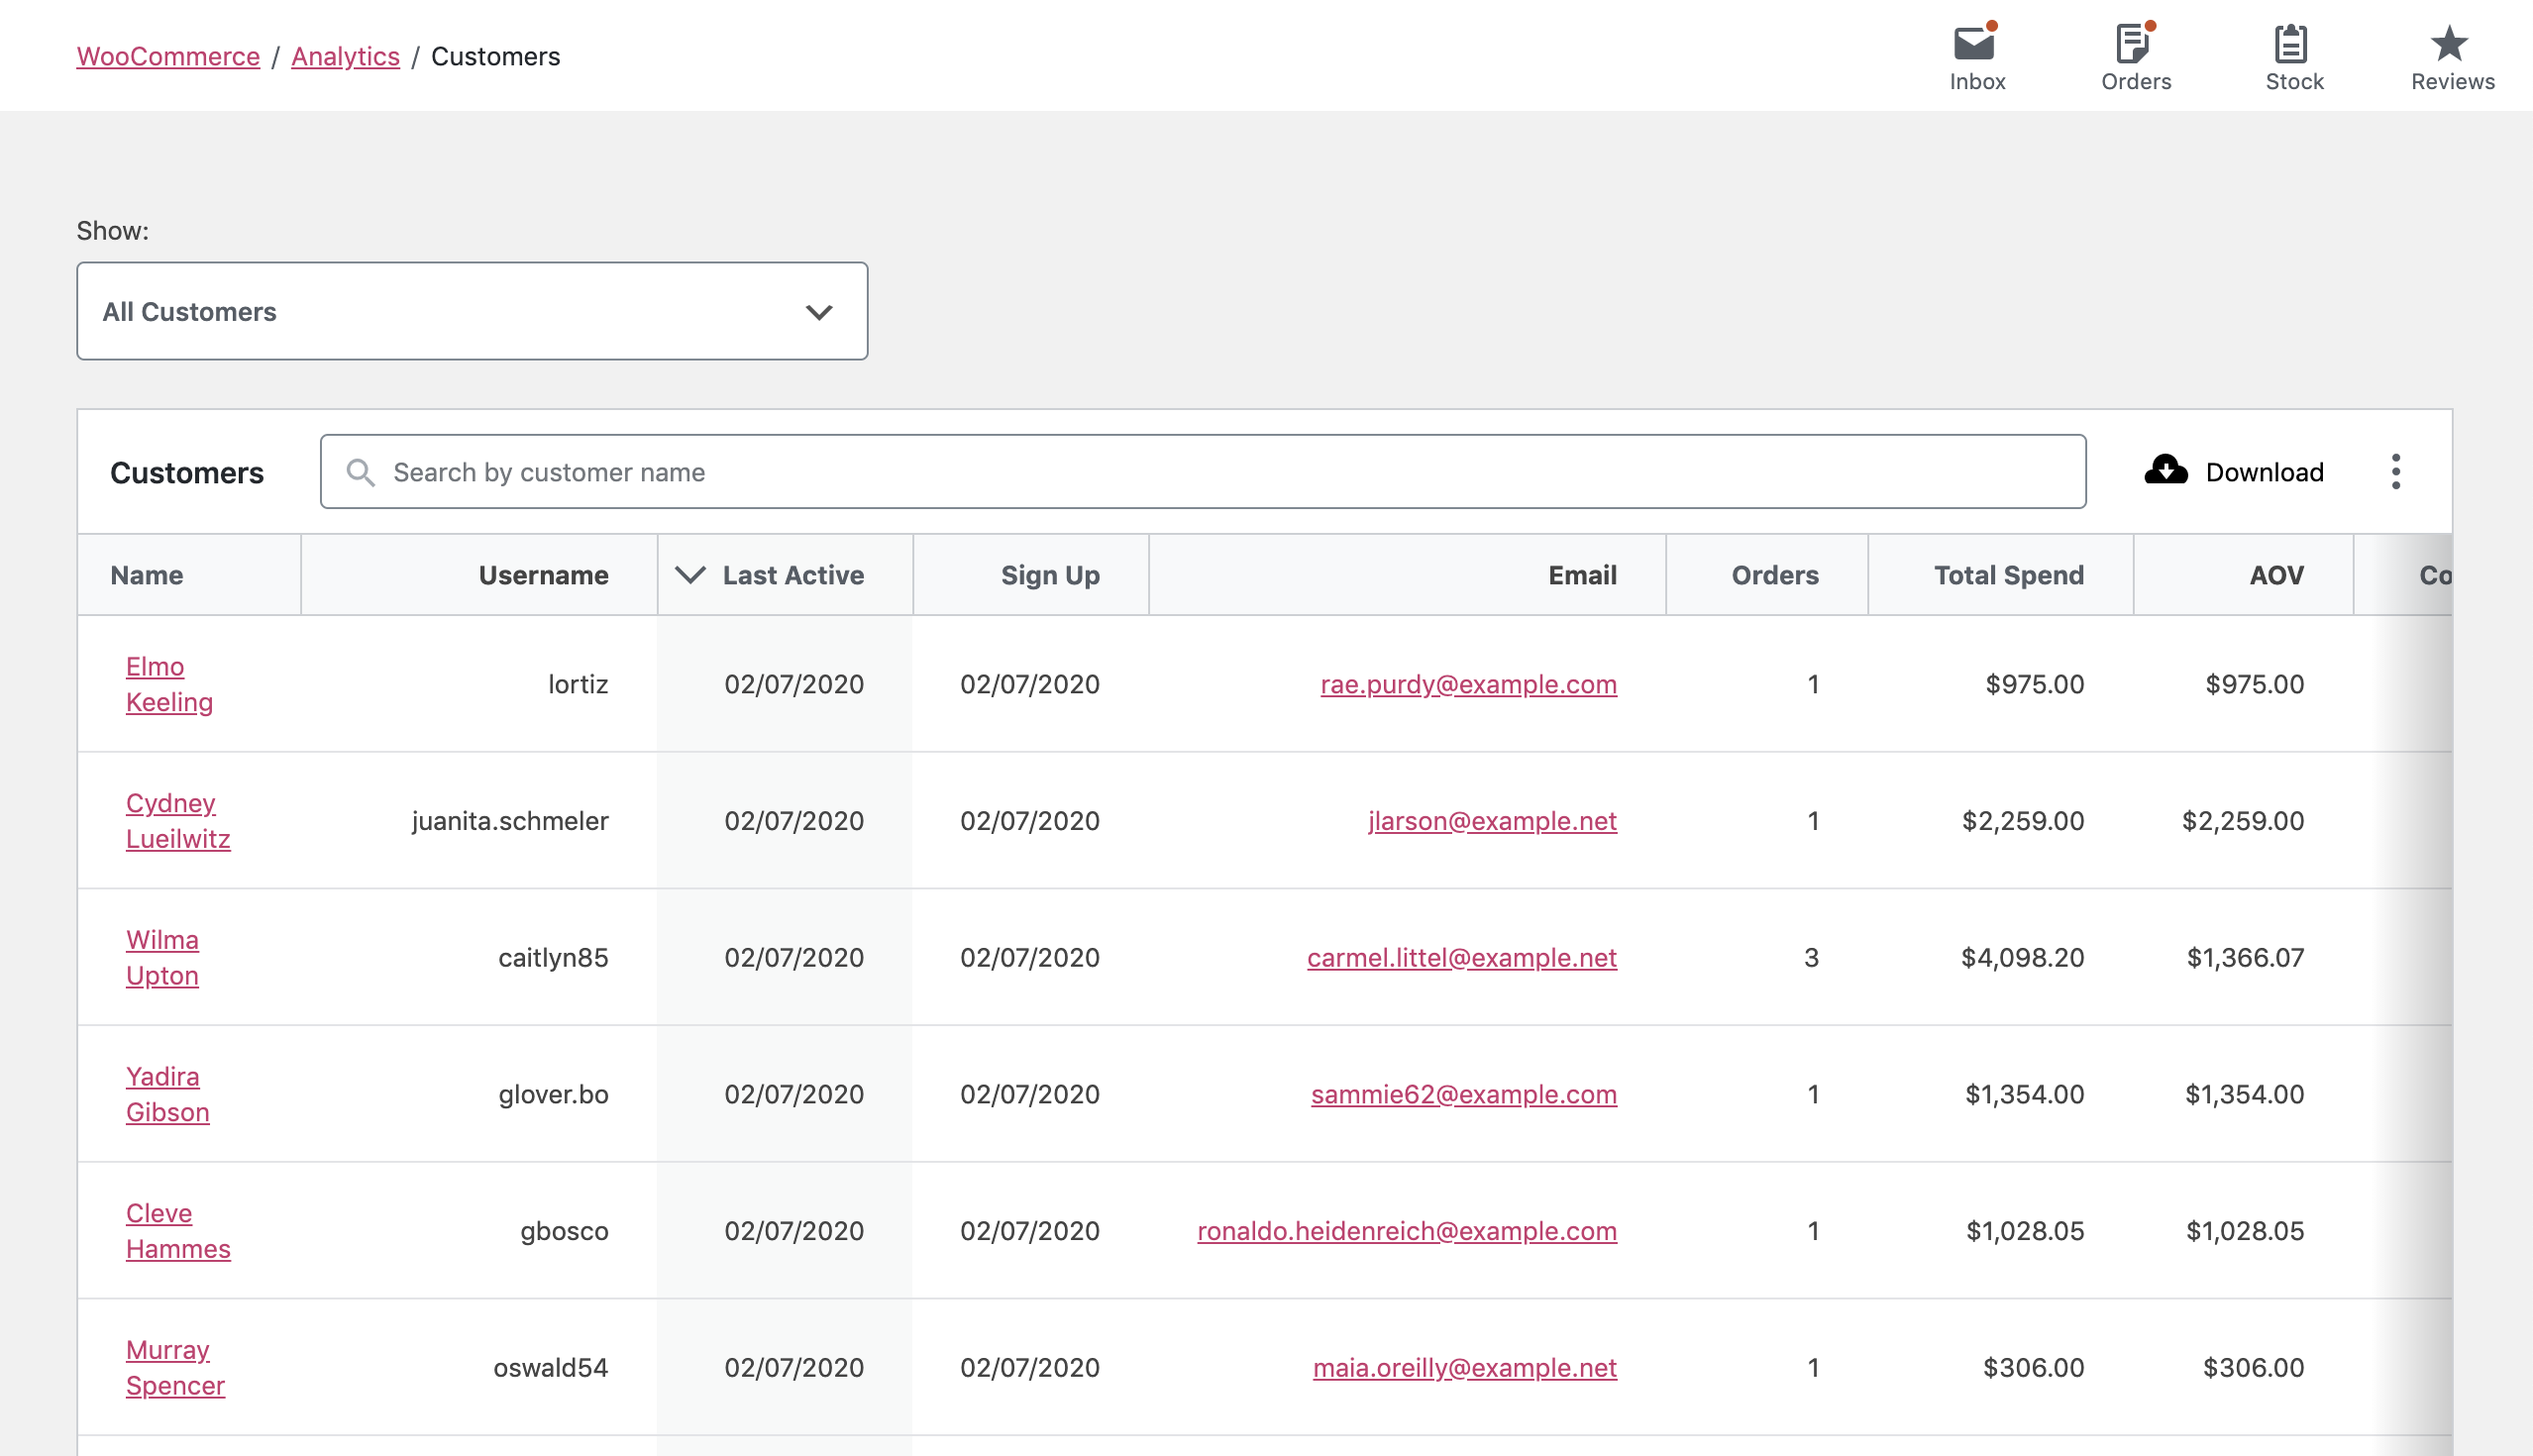 WooCommerce / Analytics / Customers
Inbox
Orders
Stock
Reviews
Show:
All Customers
Customers
Search by customer name
Download
Name Username Last Active Sign Up Email Orders Total Spend AOV Co
Elmo
Keeling
lortiz 02/07/2020 02/07/2020 rae.purdy@example.com 1 $975.00 $975.00
Cydney
Lueilwitz
juanita.schmeler 02/07/2020 02/07/2020 jlarson@example.net 1 $2,259.00 $2,259.00
Wilma
Upton
caitlyn85 02/07/2020 02/07/2020 carmel.littel@example.net 3 $4,098.20 $1,366.07
Yadira
Gibson
glover.bo 02/07/2020 02/07/2020 sammie62@example.com 1 $1,354.00 $1,354.00
Cleve
Hammes
gbosco 02/07/2020 02/07/2020 ronaldo.heidenreich@example.com 1 $1,028.05 $1,028.05
Murray
Spencer
oswald54 02/07/2020 02/07/2020 maia.oreilly@example.net 1 $306.00 $306.00